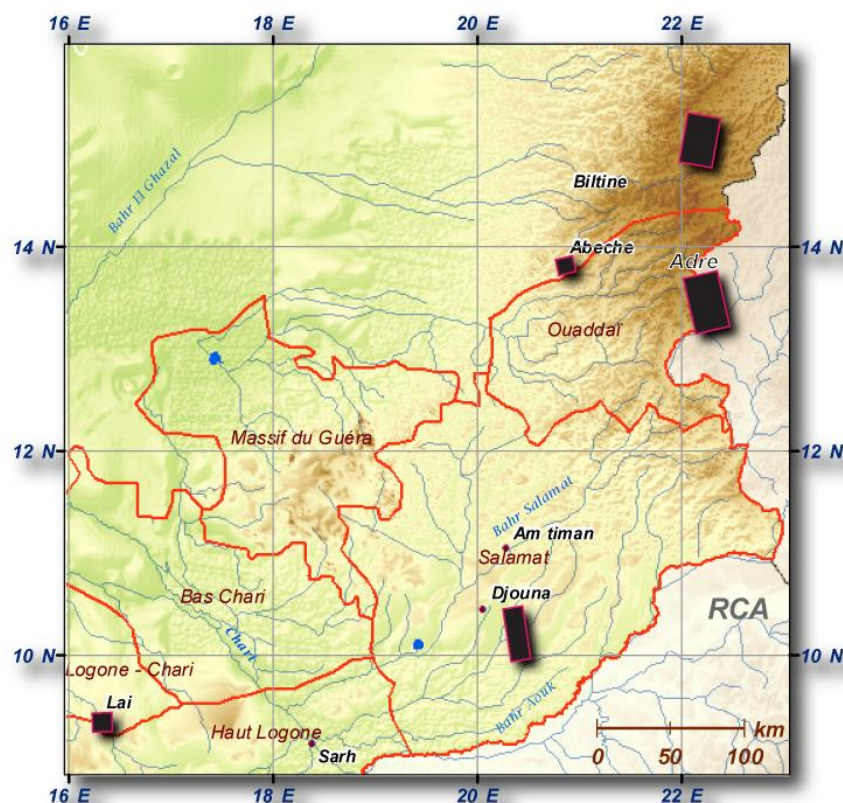 16 E 18 E 20 E 22 E
Bahr El Ghazal
Biltine
14 N Abeche 14 N
Adre
Ouaddaï
12 N Massif du Guéra 12 N
Bahr Salamat
Am timan
Salamat
Djouna
Bas Chari
RCA
Chari
10 N 10 N
Logone - Chari
Lai
Bahr Aouk
Haut Logone
Sarh
km
0 50 100
16 E 18 E 20 E 22 E